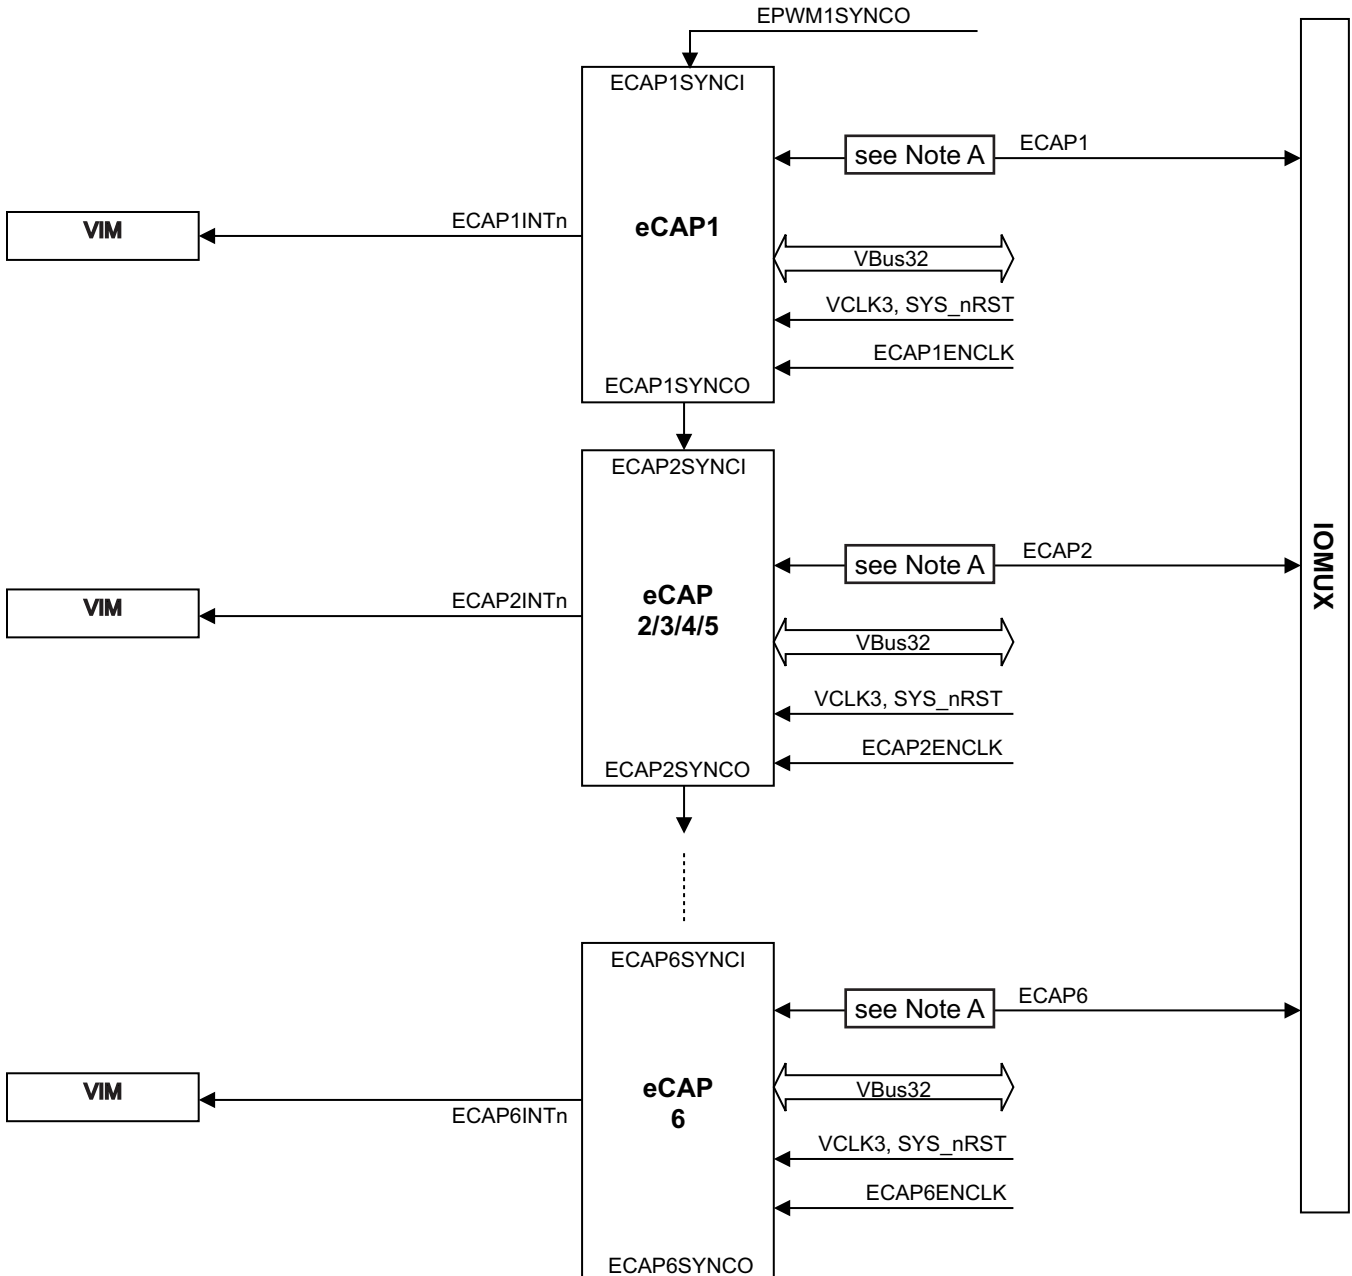 EPWM1SYNCO
ECAP1SYNCI
see Note A
ECAP1
VIM
ECAP1INTn
eCAP1
VBus32
VCLK3, SYS_nRST
ECAP1ENCLK
ECAP1SYNCO
ECAP2SYNCI
see Note A
ECAP2
IOMUX
VIM
ECAP2INTn
eCAP
2/3/4/5
VBus32
VCLK3, SYS_nRST
ECAP2ENCLK
ECAP2SYNCO
ECAP6SYNCI
see Note A
ECAP6
VIM
ECAP6INTn
eCAP
6
VBus32
VCLK3, SYS_nRST
ECAP6ENCLK
ECAP6SYNCO